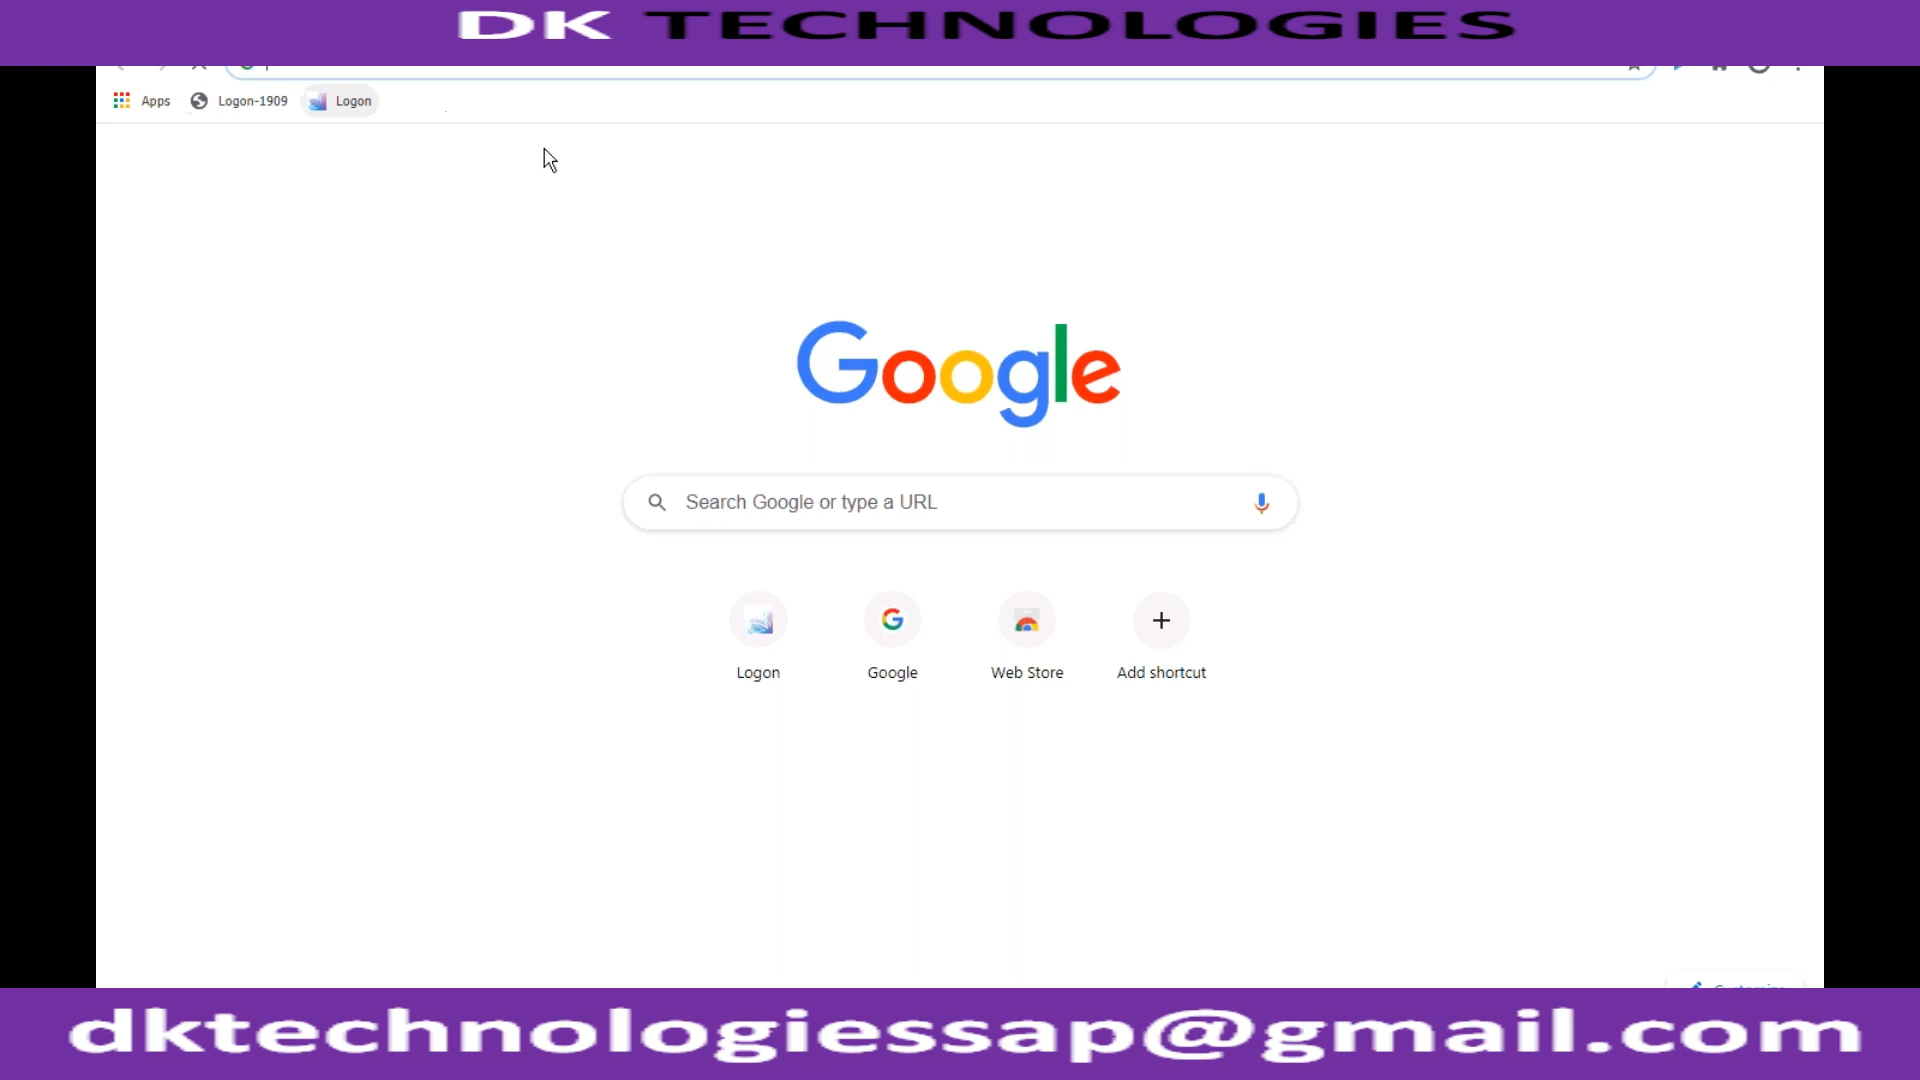 DK TECHNOLOGIES
Apps Logon-1909 Logon
Google
Search Google or type a URL
Logon Google Web Store Add shortcut
dktechnologiessap@gmail.com